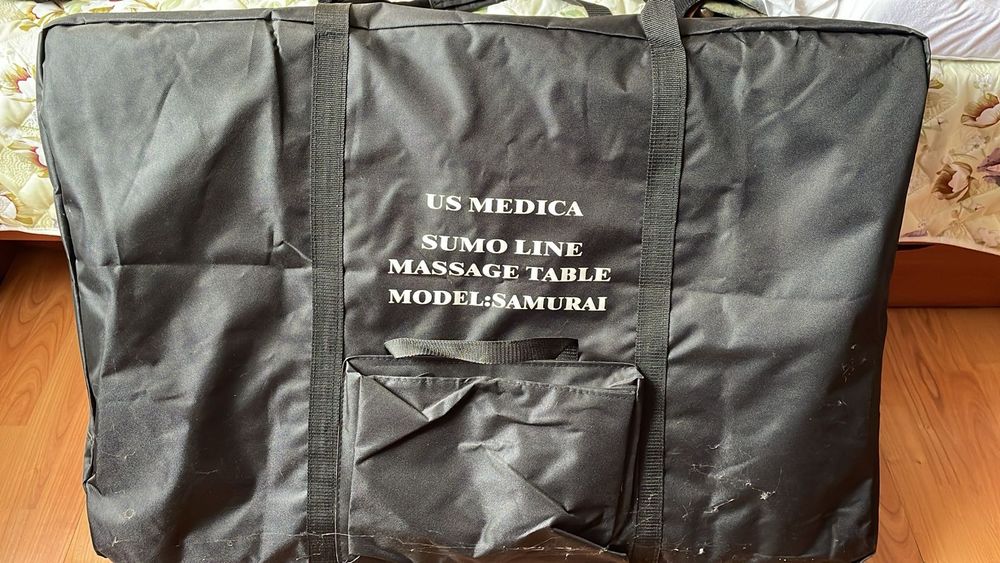 US MEDICA
SUMO LINE
MASSAGE TABLE
MODEL:SAMURAI